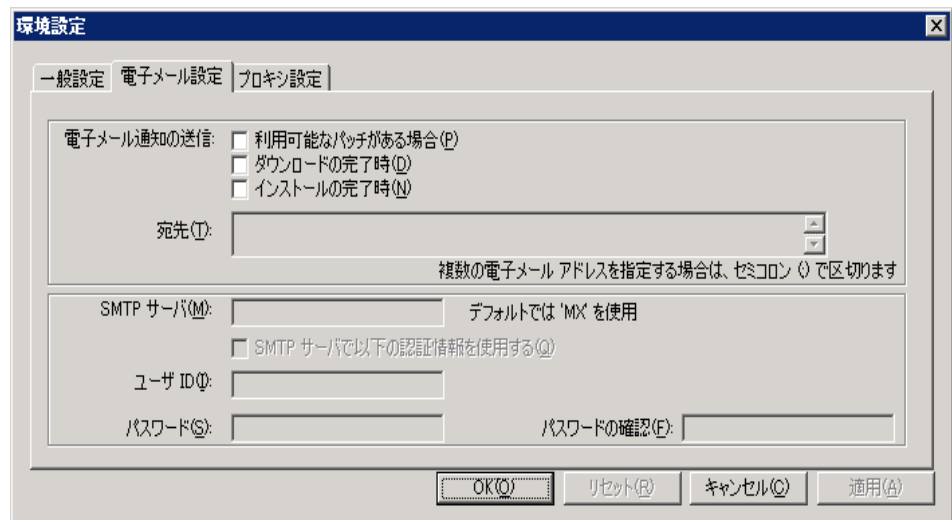 環境設定
一般設定 電子メール設定 プロキシ設定
電子メール通知の送信: 利用可能なパッチがある場合(P)
ダウンロードの完了時(D)
インストールの完了時(N)
宛先(T):
複数の電子メール アドレスを指定する場合は、セミコロン (;) で区切ります
SMTP サーバ(M): デフォルトでは 'MX' を使用
SMTP サーバで以下の認証情報を使用する(Q)
ユーザ ID(I):
パスワード(S): パスワードの確認(F):
OK(O) リセット(R) キャンセル(C) 適用(A)